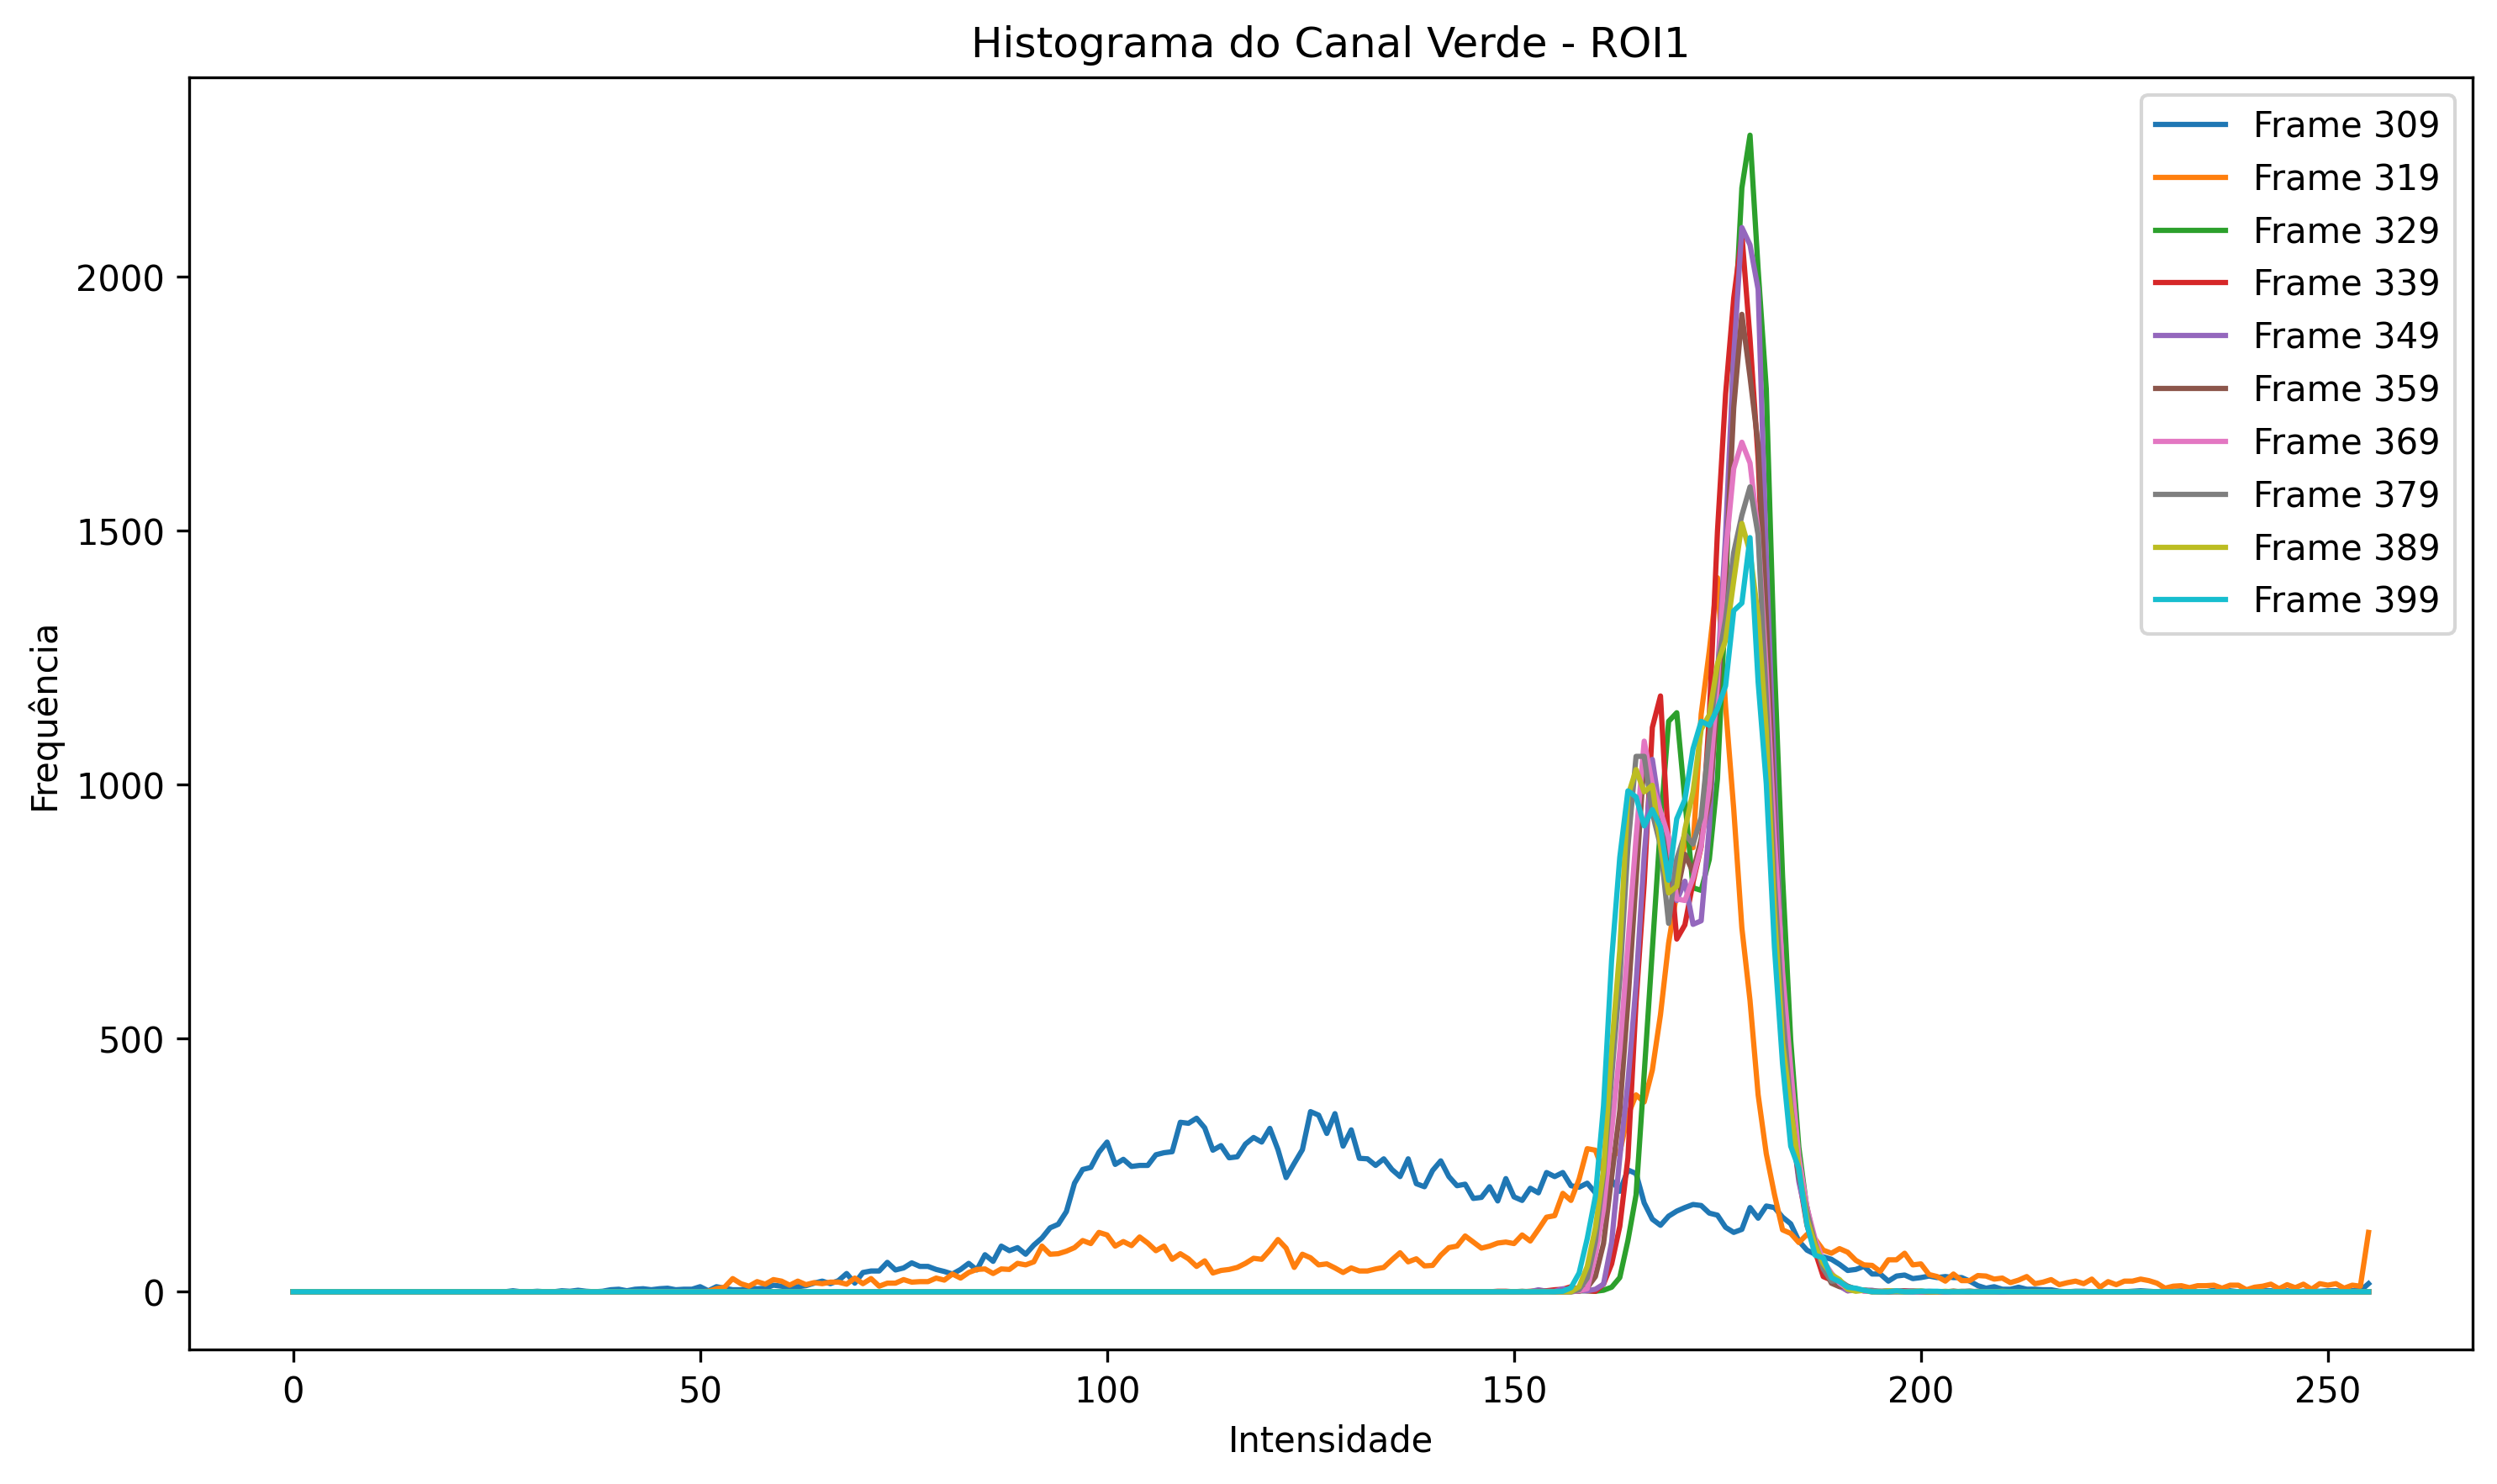 Histograma do Canal Verde - ROI1
Frame 309
Frame 319
Frame 329
Frame 339
Frame 349
Frame 359
Frame 369
Frame 379
Frame 389
Frame 399
Frequência
2000
1500
1000
500
0
0 50 100 150 200 250
Intensidade